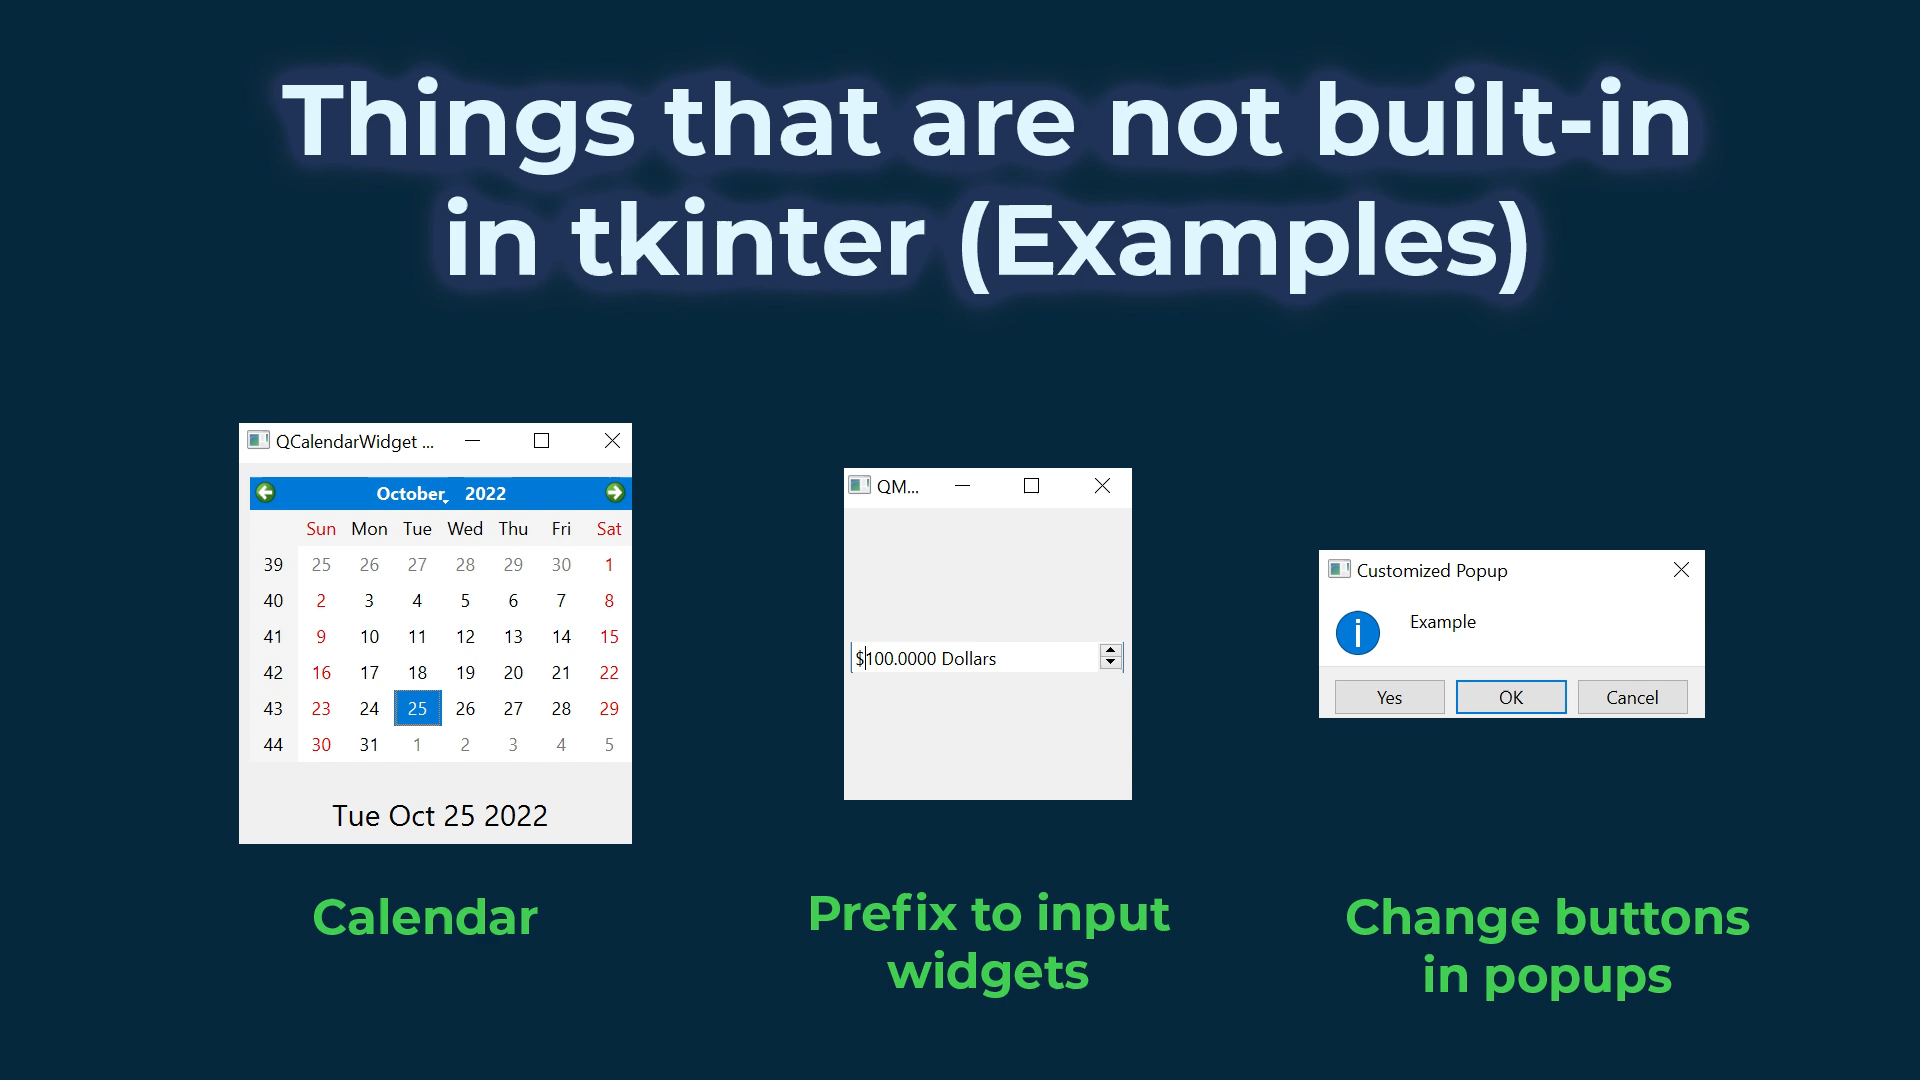 Things that are not built-in
in tkinter (Examples)
QCalendarWidget ...
October 2022
Sun Mon Tue Wed Thu Fri Sat
39 25 26 27 28 29 30 1
40 2 3 4 5 6 7 8
41 9 10 11 12 13 14 15
42 16 17 18 19 20 21 22
43 23 24 25 26 27 28 29
44 30 31 1 2 3 4 5
Tue Oct 25 2022
Calendar
QM...
$100.0000 Dollars
Prefix to input
widgets
Customized Popup
i
Example
Yes OK Cancel
Change buttons
in popups